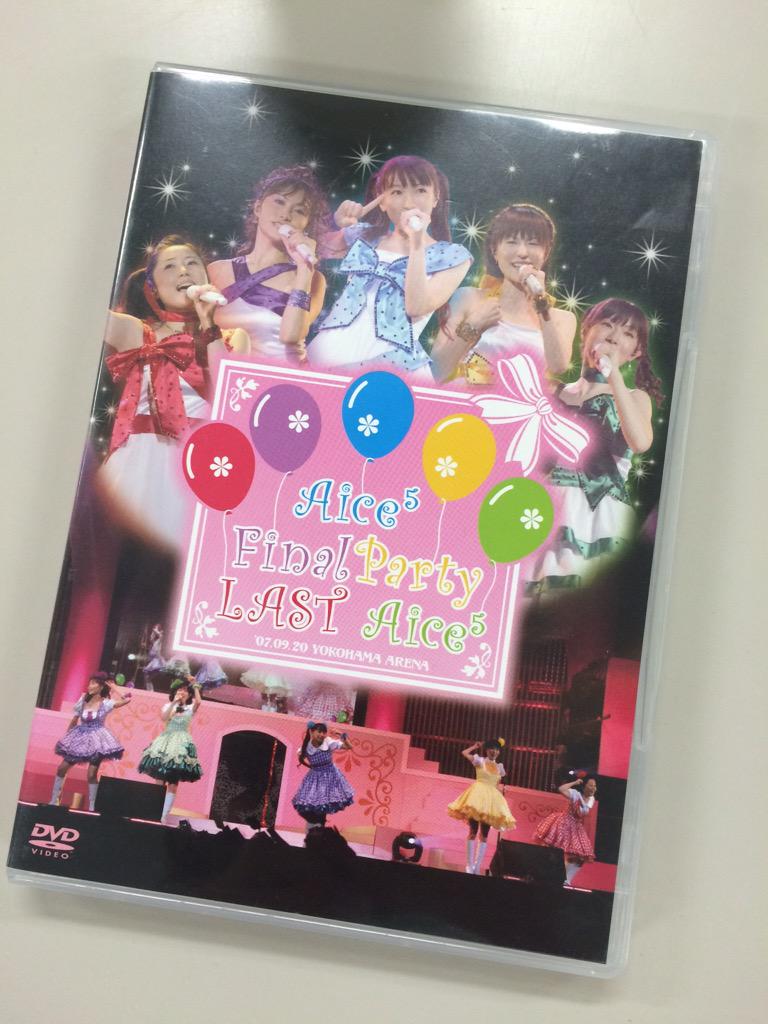 Aice⁵
Final Party
LAST Aice⁵
'07.09.20 YOKOHAMA ARENA
DVD
VIDEO